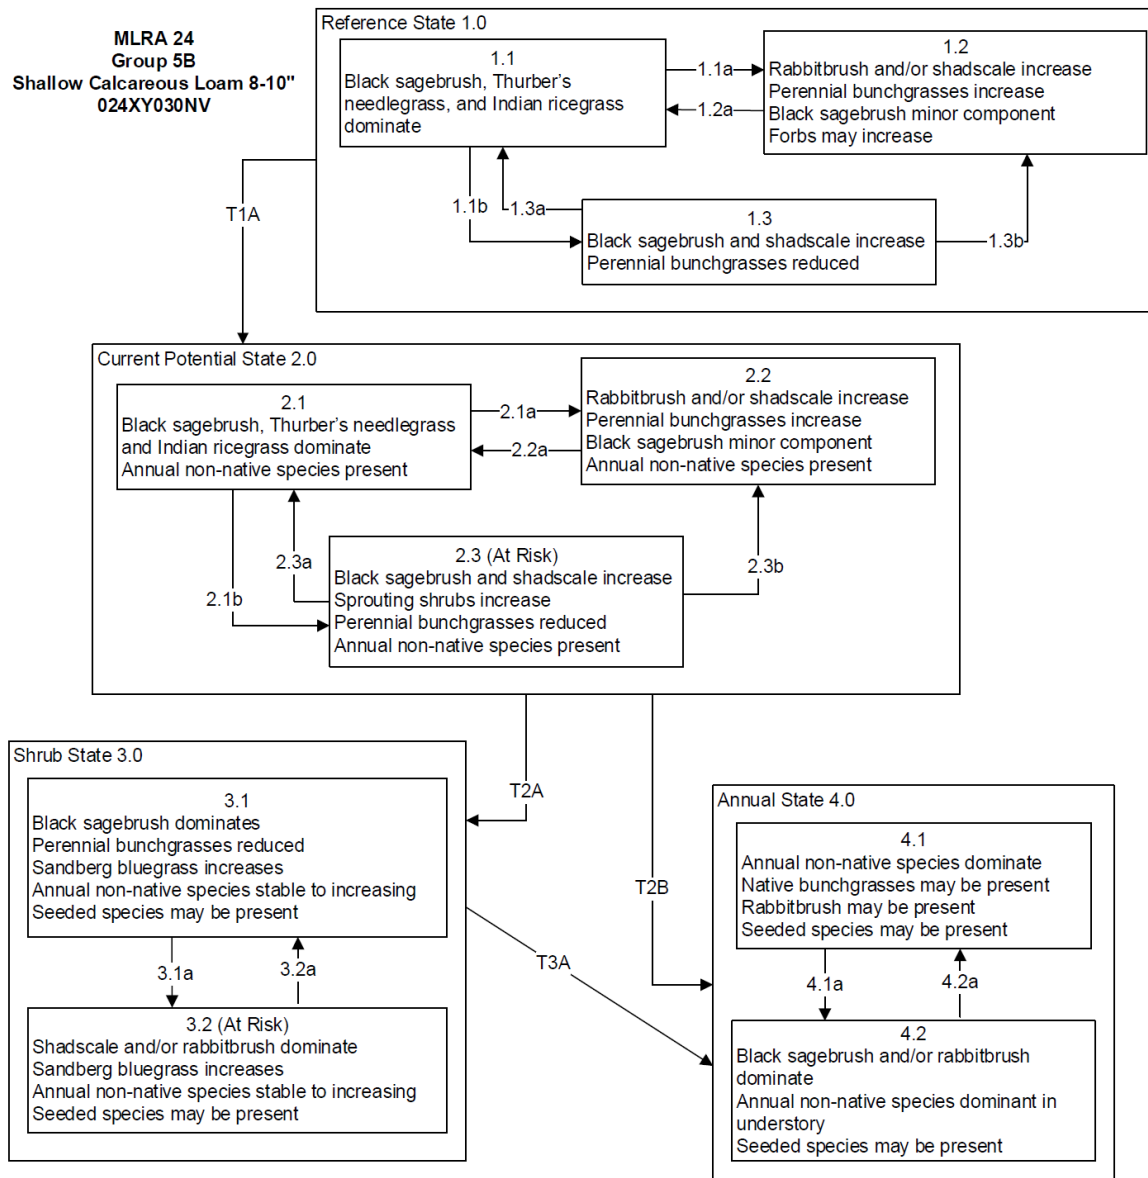 MLRA 24
Group 5B
Shallow Calcareous Loam 8-10"
024XY030NV
Reference State 1.0
1.1
Black sagebrush, Thurber's
needlegrass, and Indian ricegrass
dominate
1.1a
1.2a
1.2
Rabbitbrush and/or shadscale increase
Perennial bunchgrasses increase
Black sagebrush minor component
Forbs may increase
1.1b
1.3a
1.3
Black sagebrush and shadscale increase
Perennial bunchgrasses reduced
1.3b
T1A
Current Potential State 2.0
2.1
Black sagebrush, Thurber's needlegrass
and Indian ricegrass dominate
Annual non-native species present
2.1a
2.2a
2.2
Rabbitbrush and/or shadscale increase
Perennial bunchgrasses increase
Black sagebrush minor component
Annual non-native species present
2.1b
2.3a
2.3 (At Risk)
Black sagebrush and shadscale increase
Sprouting shrubs increase
Perennial bunchgrasses reduced
Annual non-native species present
2.3b
T2A
T2B
Shrub State 3.0
3.1
Black sagebrush dominates
Perennial bunchgrasses reduced
Sandberg bluegrass increases
Annual non-native species stable to increasing
Seeded species may be present
3.1a
3.2a
3.2 (At Risk)
Shadscale and/or rabbitbrush dominate
Sandberg bluegrass increases
Annual non-native species stable to increasing
Seeded species may be present
T3A
Annual State 4.0
4.1
Annual non-native species dominate
Native bunchgrasses may be present
Rabbitbrush may be present
Seeded species may be present
4.1a
4.2a
4.2
Black sagebrush and/or rabbitbrush
dominate
Annual non-native species dominant in
understory
Seeded species may be present